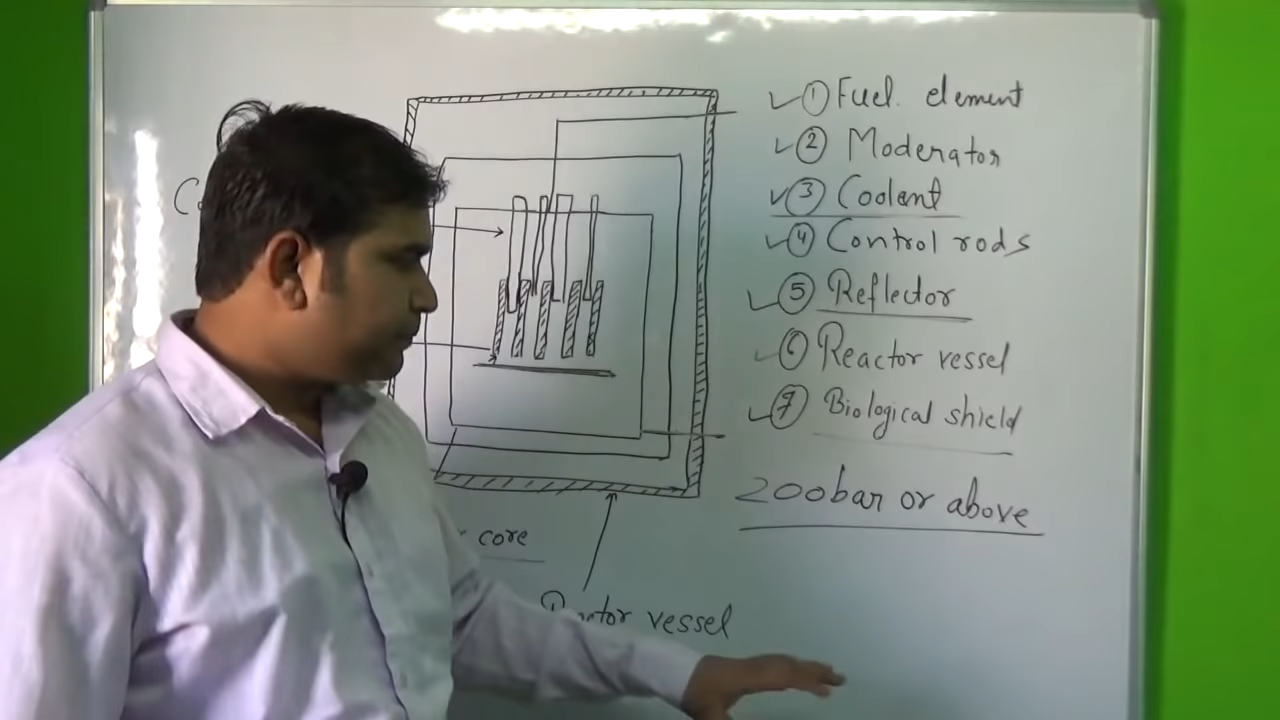 ① Fuel. element
② Moderator
③ Coolant
④ Control rods
⑤ Reflector
⑥ Reactor vessel
⑦ Biological shield
200bar or above
core
Reactor vessel